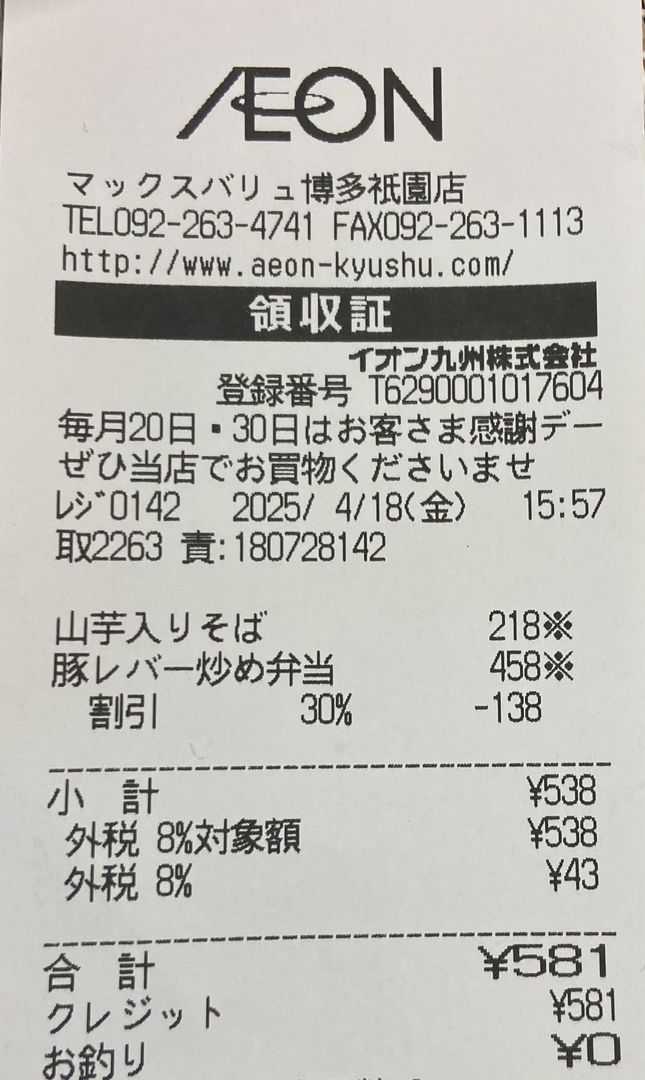 ÆON
マックスバリュ博多祇園店
TEL092-263-4741 FAX092-263-1113
http://www.aeon-kyushu.com/
領収証
イオン九州株式会社
登録番号 T6290001017604
毎月20日・30日はお客さま感謝デー
ぜひ当店でお買物くださいませ
レジ0142 2025/ 4/18(金) 15:57
取2263 責:180728142
山芋入りそば 218※
豚レバー炒め弁当 458※
割引 30% -138
小 計 ¥538
外税 8%対象額 ¥538
外税 8% ¥43
合 計 ¥581
クレジット ¥581
お釣り ¥0